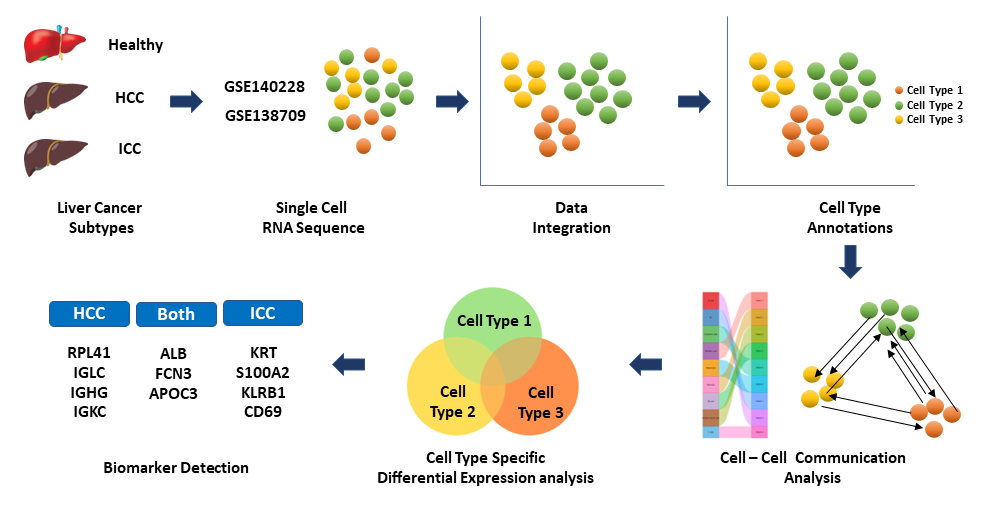 Healthy
HCC
ICC
Liver Cancer
Subtypes
GSE140228
GSE138709
Single Cell
RNA Sequence
Data
Integration
Cell Type 1
Cell Type 2
Cell Type 3
Cell Type
Annotations
HCC
Both
ICC
RPL41
IGLC
IGHG
IGKC
ALB
FCN3
APOC3
KRT
S100A2
KLRB1
CD69
Biomarker Detection
Cell Type 1
Cell
Type 2
Cell
Type 3
Cell Type Specific
Differential Expression analysis
Cell – Cell Communication
Analysis